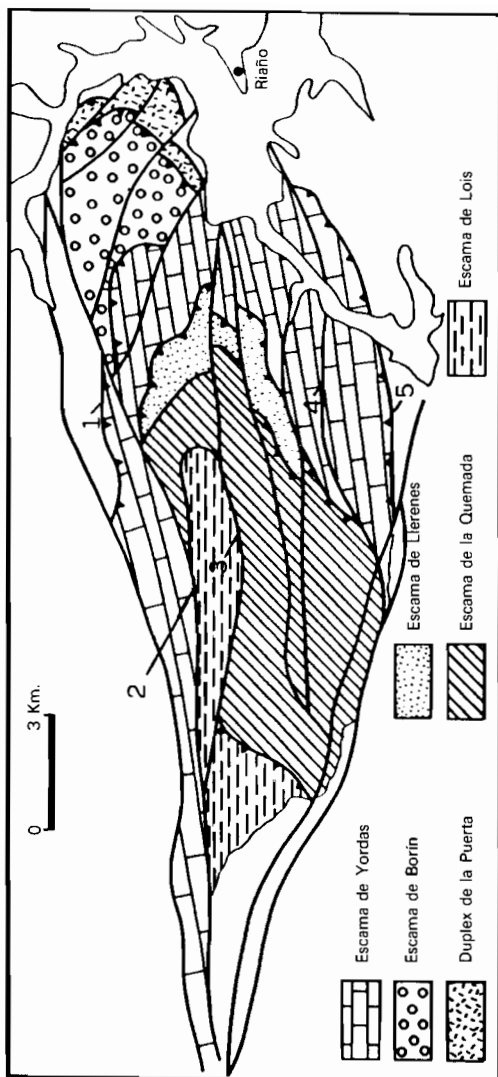 Riaño
1
2
3
4
5
0 3 Km.
Escama de Yordas
Escama de Borín
Duplex de la Puerta
Escama de Llerenes
Escama de la Quemada
Escama de Lois